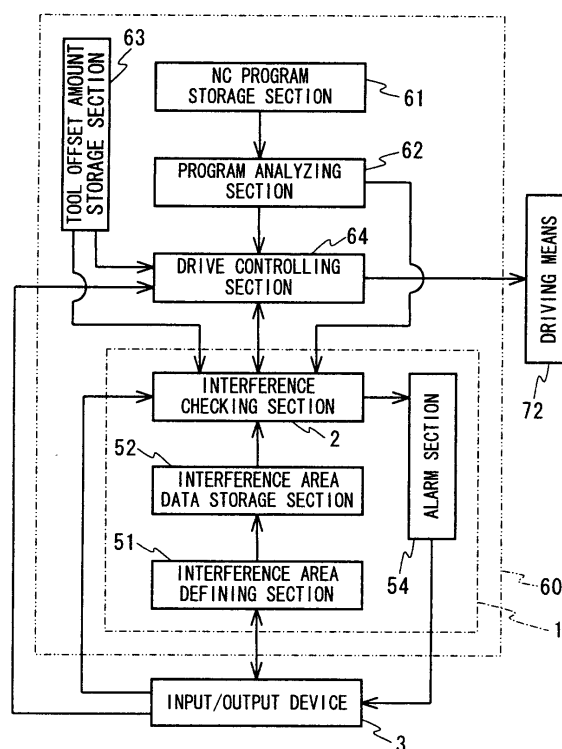 63
TOOL OFFSET AMOUNT
STORAGE SECTION
NC PROGRAM
STORAGE SECTION
61
PROGRAM ANALYZING
SECTION
62
DRIVE CONTROLLING
SECTION
64
DRIVING MEANS
72
INTERFERENCE
CHECKING SECTION
2
ALARM SECTION
54
52
INTERFERENCE AREA
DATA STORAGE SECTION
51
INTERFERENCE AREA
DEFINING SECTION
60
1
INPUT/OUTPUT DEVICE
3